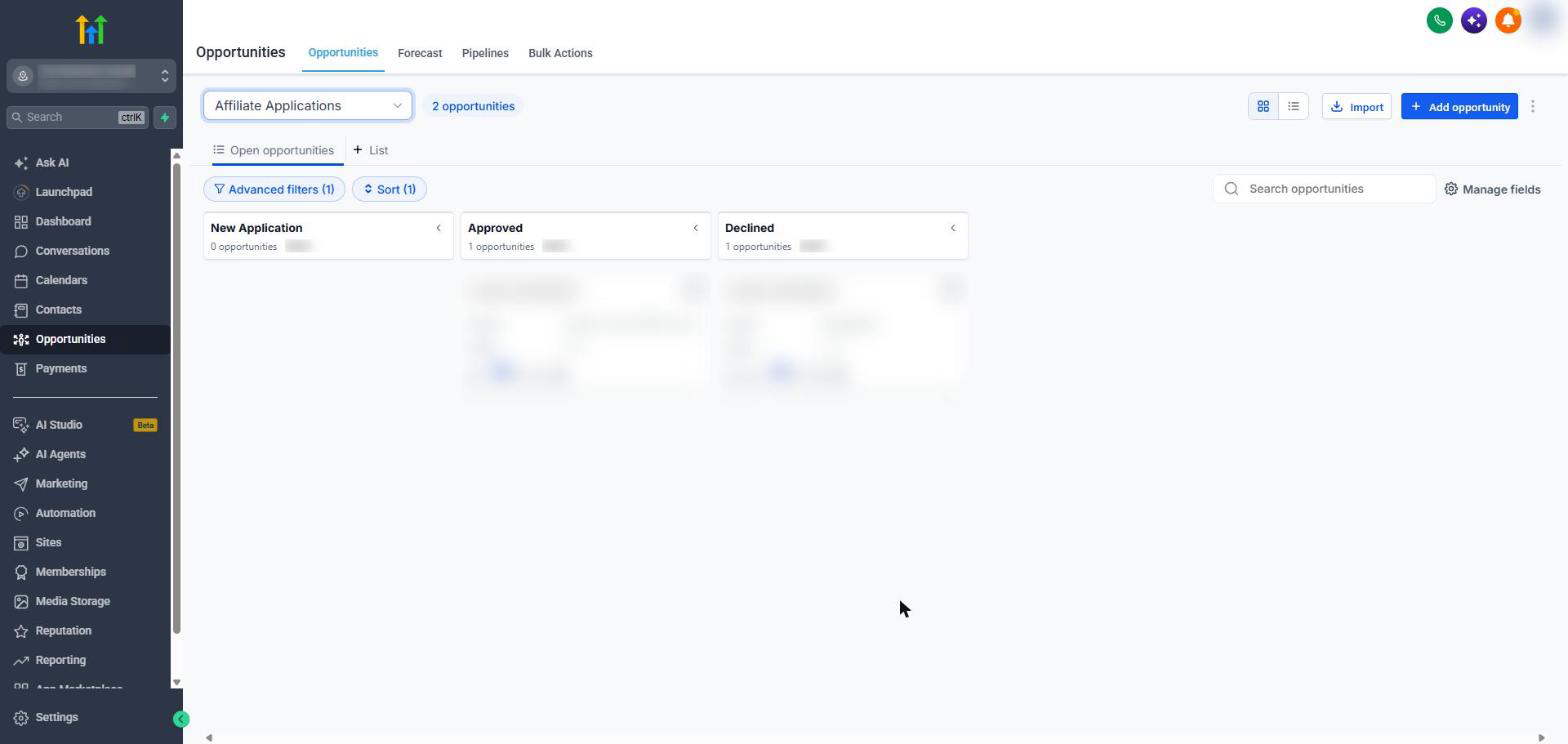 Opportunities
Opportunities
Forecast
Pipelines
Bulk Actions
Search
ctrlK
Affiliate Applications
2 opportunities
Import
+ Add opportunity
Open opportunities
+ List
Advanced filters (1)
Sort (1)
Search opportunities
Manage fields
New Application
0 opportunities
Approved
1 opportunities
Declined
1 opportunities
Ask AI
Launchpad
Dashboard
Conversations
Calendars
Contacts
Opportunities
Payments
AI Studio
Beta
AI Agents
Marketing
Automation
Sites
Memberships
Media Storage
Reputation
Reporting
App Marketplace
Settings